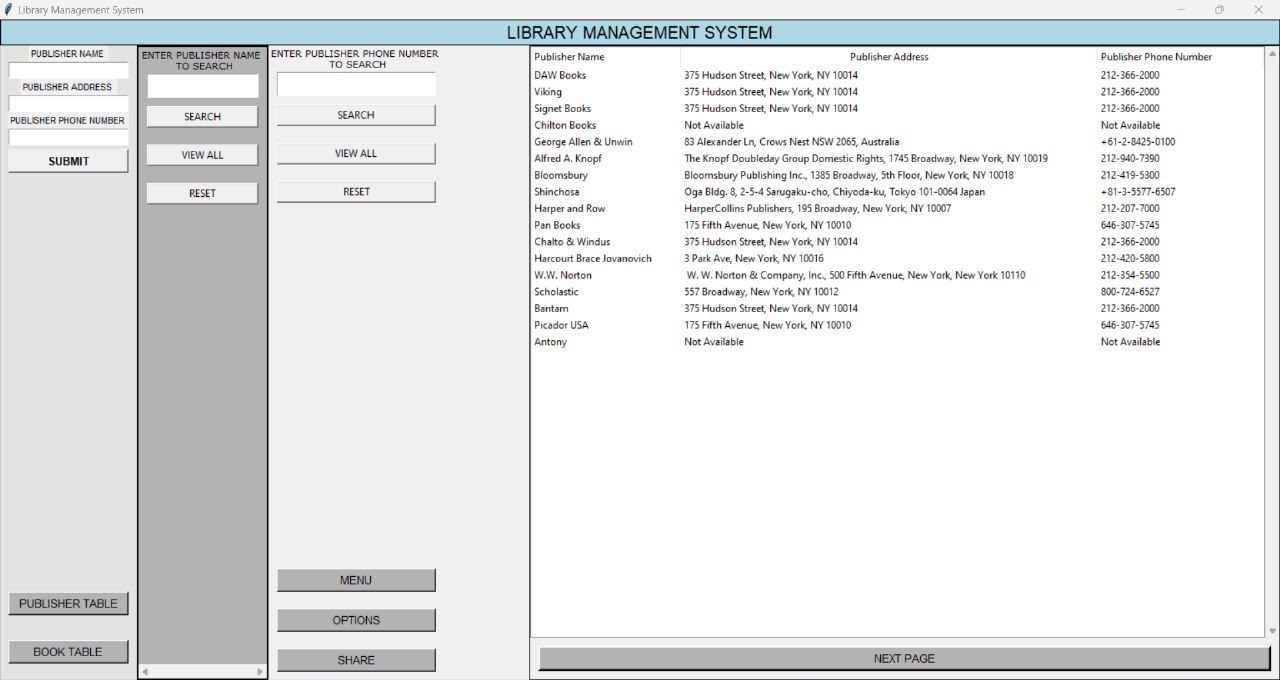 Library Management System
LIBRARY MANAGEMENT SYSTEM
PUBLISHER NAME
PUBLISHER ADDRESS
PUBLISHER PHONE NUMBER
SUBMIT
PUBLISHER TABLE
BOOK TABLE
ENTER PUBLISHER NAME
TO SEARCH
SEARCH
VIEW ALL
RESET
ENTER PUBLISHER PHONE NUMBER
TO SEARCH
SEARCH
VIEW ALL
RESET
MENU
OPTIONS
SHARE
Publisher Name Publisher Address Publisher Phone Number
DAW Books 375 Hudson Street, New York, NY 10014 212-366-2000
Viking 375 Hudson Street, New York, NY 10014 212-366-2000
Signet Books 375 Hudson Street, New York, NY 10014 212-366-2000
Chilton Books Not Available Not Available
George Allen & Unwin 83 Alexander Ln, Crows Nest NSW 2065, Australia +61-2-8425-0100
Alfred A. Knopf The Knopf Doubleday Group Domestic Rights, 1745 Broadway, New York, NY 10019 212-940-7390
Bloomsbury Bloomsbury Publishing Inc., 1385 Broadway, 5th Floor, New York, NY 10018 212-419-5300
Shinchosa Oga Bldg. 8, 2-5-4 Sarugaku-cho, Chiyoda-ku, Tokyo 101-0064 Japan +81-3-5577-6507
Harper and Row HarperCollins Publishers, 195 Broadway, New York, NY 10007 212-207-7000
Pan Books 175 Fifth Avenue, New York, NY 10010 646-307-5745
Chalto & Windus 375 Hudson Street, New York, NY 10014 212-366-2000
Harcourt Brace Jovanovich 3 Park Ave, New York, NY 10016 212-420-5800
W.W. Norton W. W. Norton & Company, Inc., 500 Fifth Avenue, New York, New York 10110 212-354-5500
Scholastic 557 Broadway, New York, NY 10012 800-724-6527
Bantam 375 Hudson Street, New York, NY 10014 212-366-2000
Picador USA 175 Fifth Avenue, New York, NY 10010 646-307-5745
Antony Not Available Not Available
NEXT PAGE